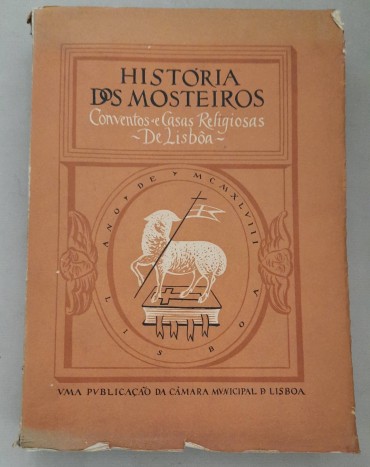 HISTÓRIA
DOS MOSTEIROS
Conventos e Casas Religiosas
~ De Lisbôa ~
ANO DE MCMXLVIII
LISBOA
VMA PVBLICAÇÃO DA CÂMARA MVNICIPAL D LISBOA